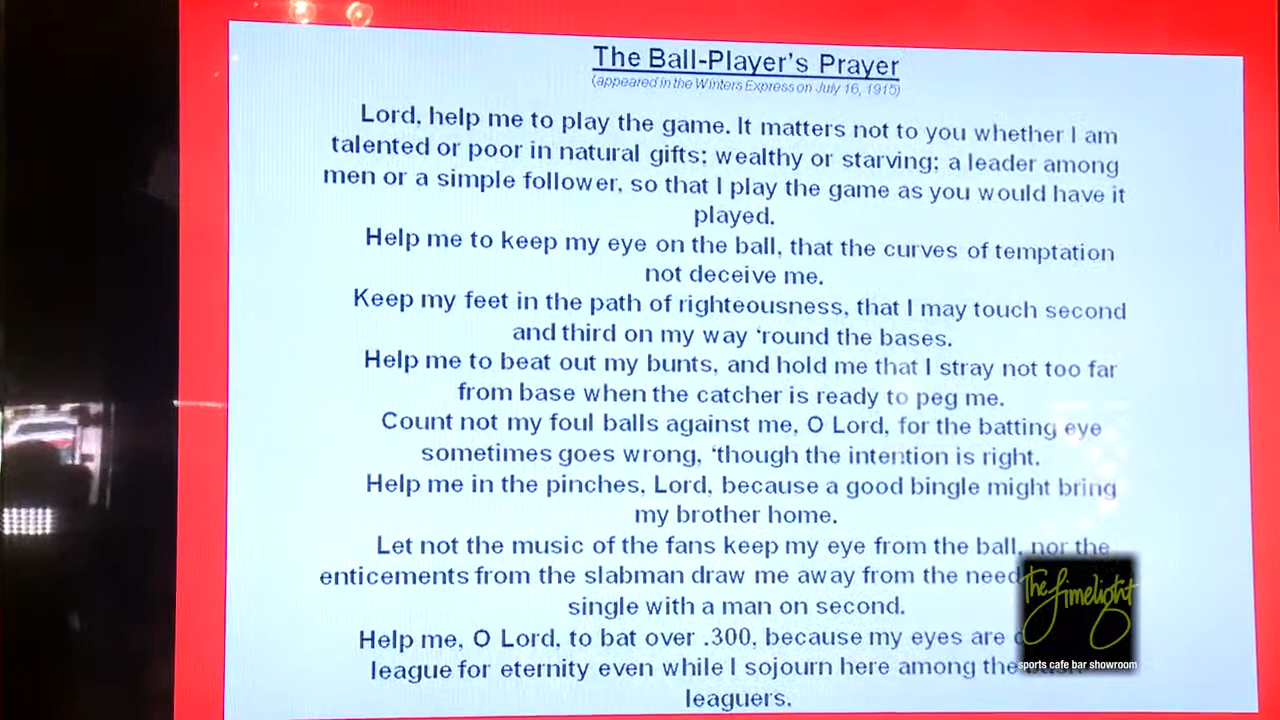 The Ball-Player's Prayer
(appeared in the Winters Express on July 16, 1915)
Lord, help me to play the game. It matters not to you whether I am
talented or poor in natural gifts; wealthy or starving; a leader among
men or a simple follower, so that I play the game as you would have it
played.
Help me to keep my eye on the ball, that the curves of temptation
not deceive me.
Keep my feet in the path of righteousness, that I may touch second
and third on my way ‘round the bases.
Help me to beat out my bunts, and hold me that I stray not too far
from base when the catcher is ready to peg me.
Count not my foul balls against me, O Lord, for the batting eye
sometimes goes wrong, ‘though the intention is right.
Help me in the pinches, Lord, because a good bingle might bring
my brother home.
Let not the music of the fans keep my eye from the ball, nor the
enticements from the slabman draw me away from the need
single with a man on second.
Help me, O Lord, to bat over .300, because my eyes are
league for eternity even while I sojourn here among the
leaguers.
The Limelight
sports cafe bar showroom